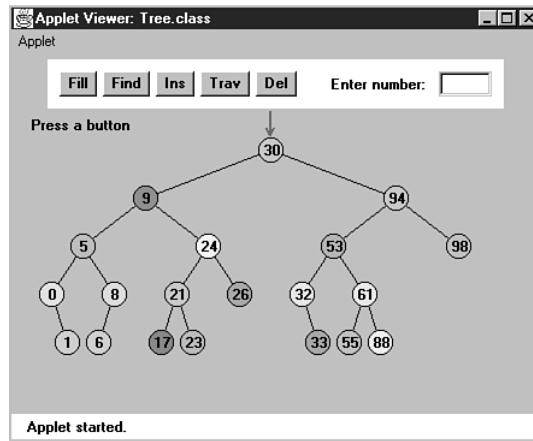 Applet Viewer: Tree.class
Applet
Fill Find Ins Trav Del Enter number:
Press a button
30
9 94
5 24 53 98
0 8 21 26 32 61
1 6 17 23 33 55 88
Applet started.